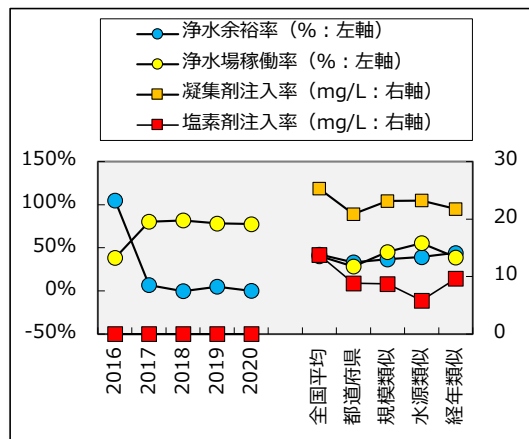 浄水余裕率（%：左軸）
浄水場稼働率（%：左軸）
凝集剤注入率（mg/L：右軸）
塩素剤注入率（mg/L：右軸）
150%
100%
50%
0%
-50%
30
20
10
0
2016
2017
2018
2019
2020
全国平均
都道府県
規模類似
水源類似
経年類似